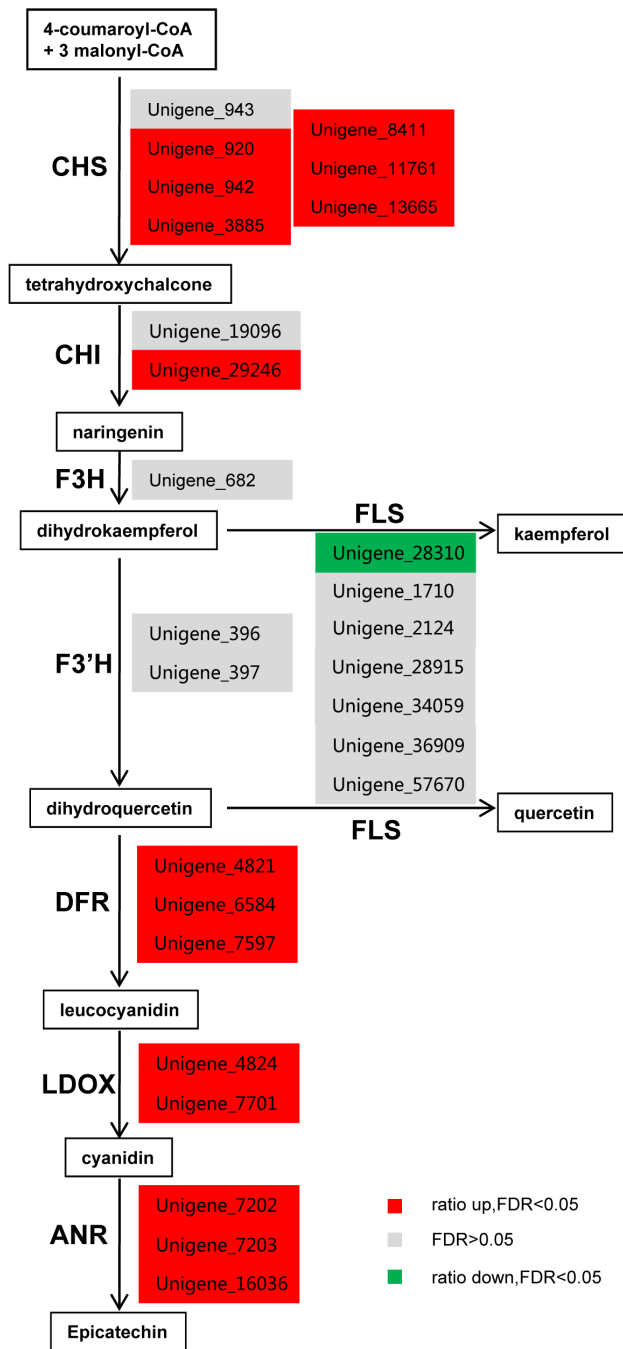 4-coumaroyl-CoA
+ 3 malonyl-CoA
CHS
Unigene_943
Unigene_920
Unigene_942
Unigene_3885
Unigene_8411
Unigene_11761
Unigene_13665
tetrahydroxychalcone
CHI
Unigene_19096
Unigene_29246
naringenin
F3H
Unigene_682
dihydrokaempferol
FLS
kaempferol
Unigene_28310
Unigene_1710
Unigene_2124
Unigene_28915
Unigene_34059
Unigene_36909
Unigene_57670
F3’H
Unigene_396
Unigene_397
dihydroquercetin
FLS
quercetin
DFR
Unigene_4821
Unigene_6584
Unigene_7597
leucocyanidin
LDOX
Unigene_4824
Unigene_7701
cyanidin
ANR
Unigene_7202
Unigene_7203
Unigene_16036
Epicatechin
ratio up,FDR<0.05
FDR>0.05
ratio down,FDR<0.05